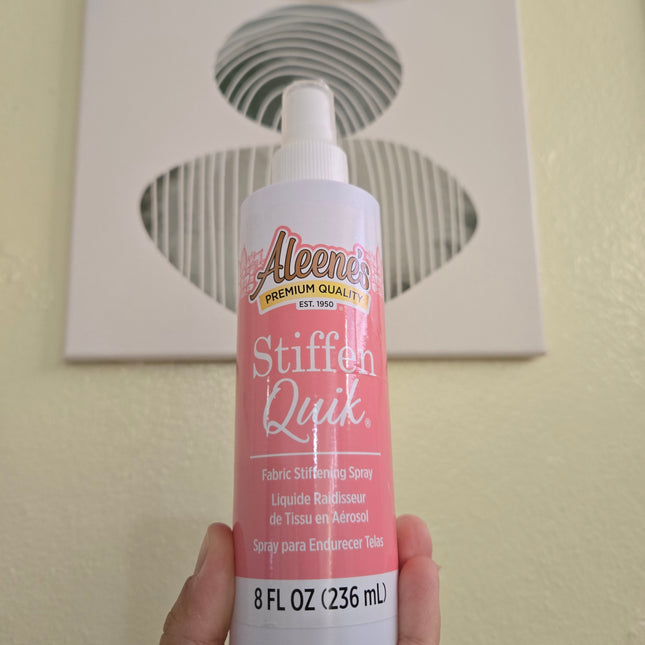 Aleene's
PREMIUM QUALITY
EST. 1950
Stiffen
Quik®
Fabric Stiffening Spray
Liquide Raidisseur
de Tissu en Aérosol
Spray para Endurecer Telas
8 FL OZ (236 mL)